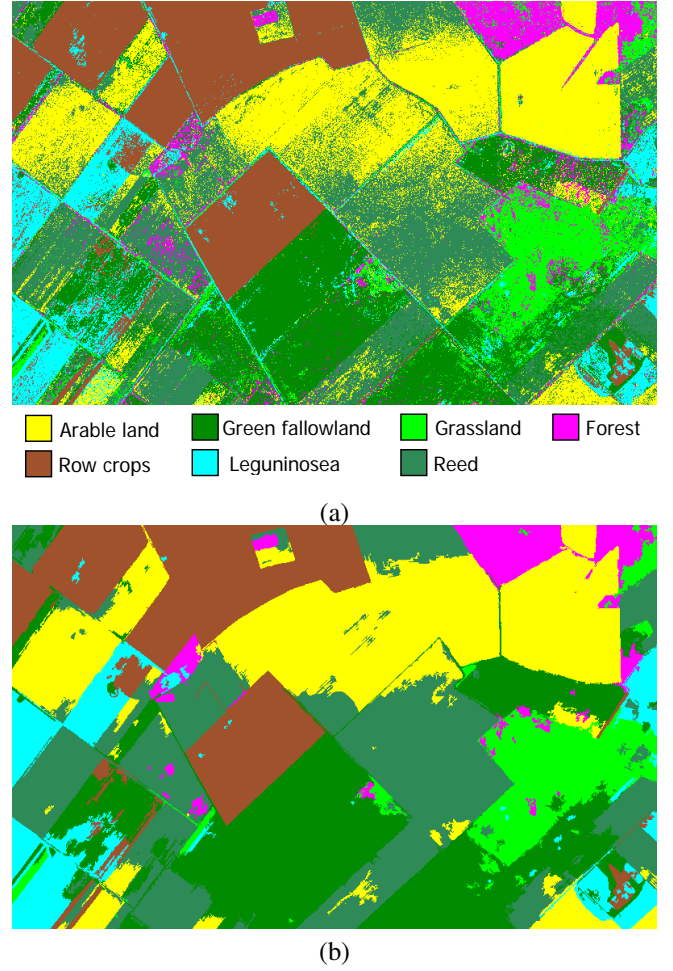 Arable land Green fallowland Grassland Forest
Row crops Leguninosea Reed
(a)
(b)